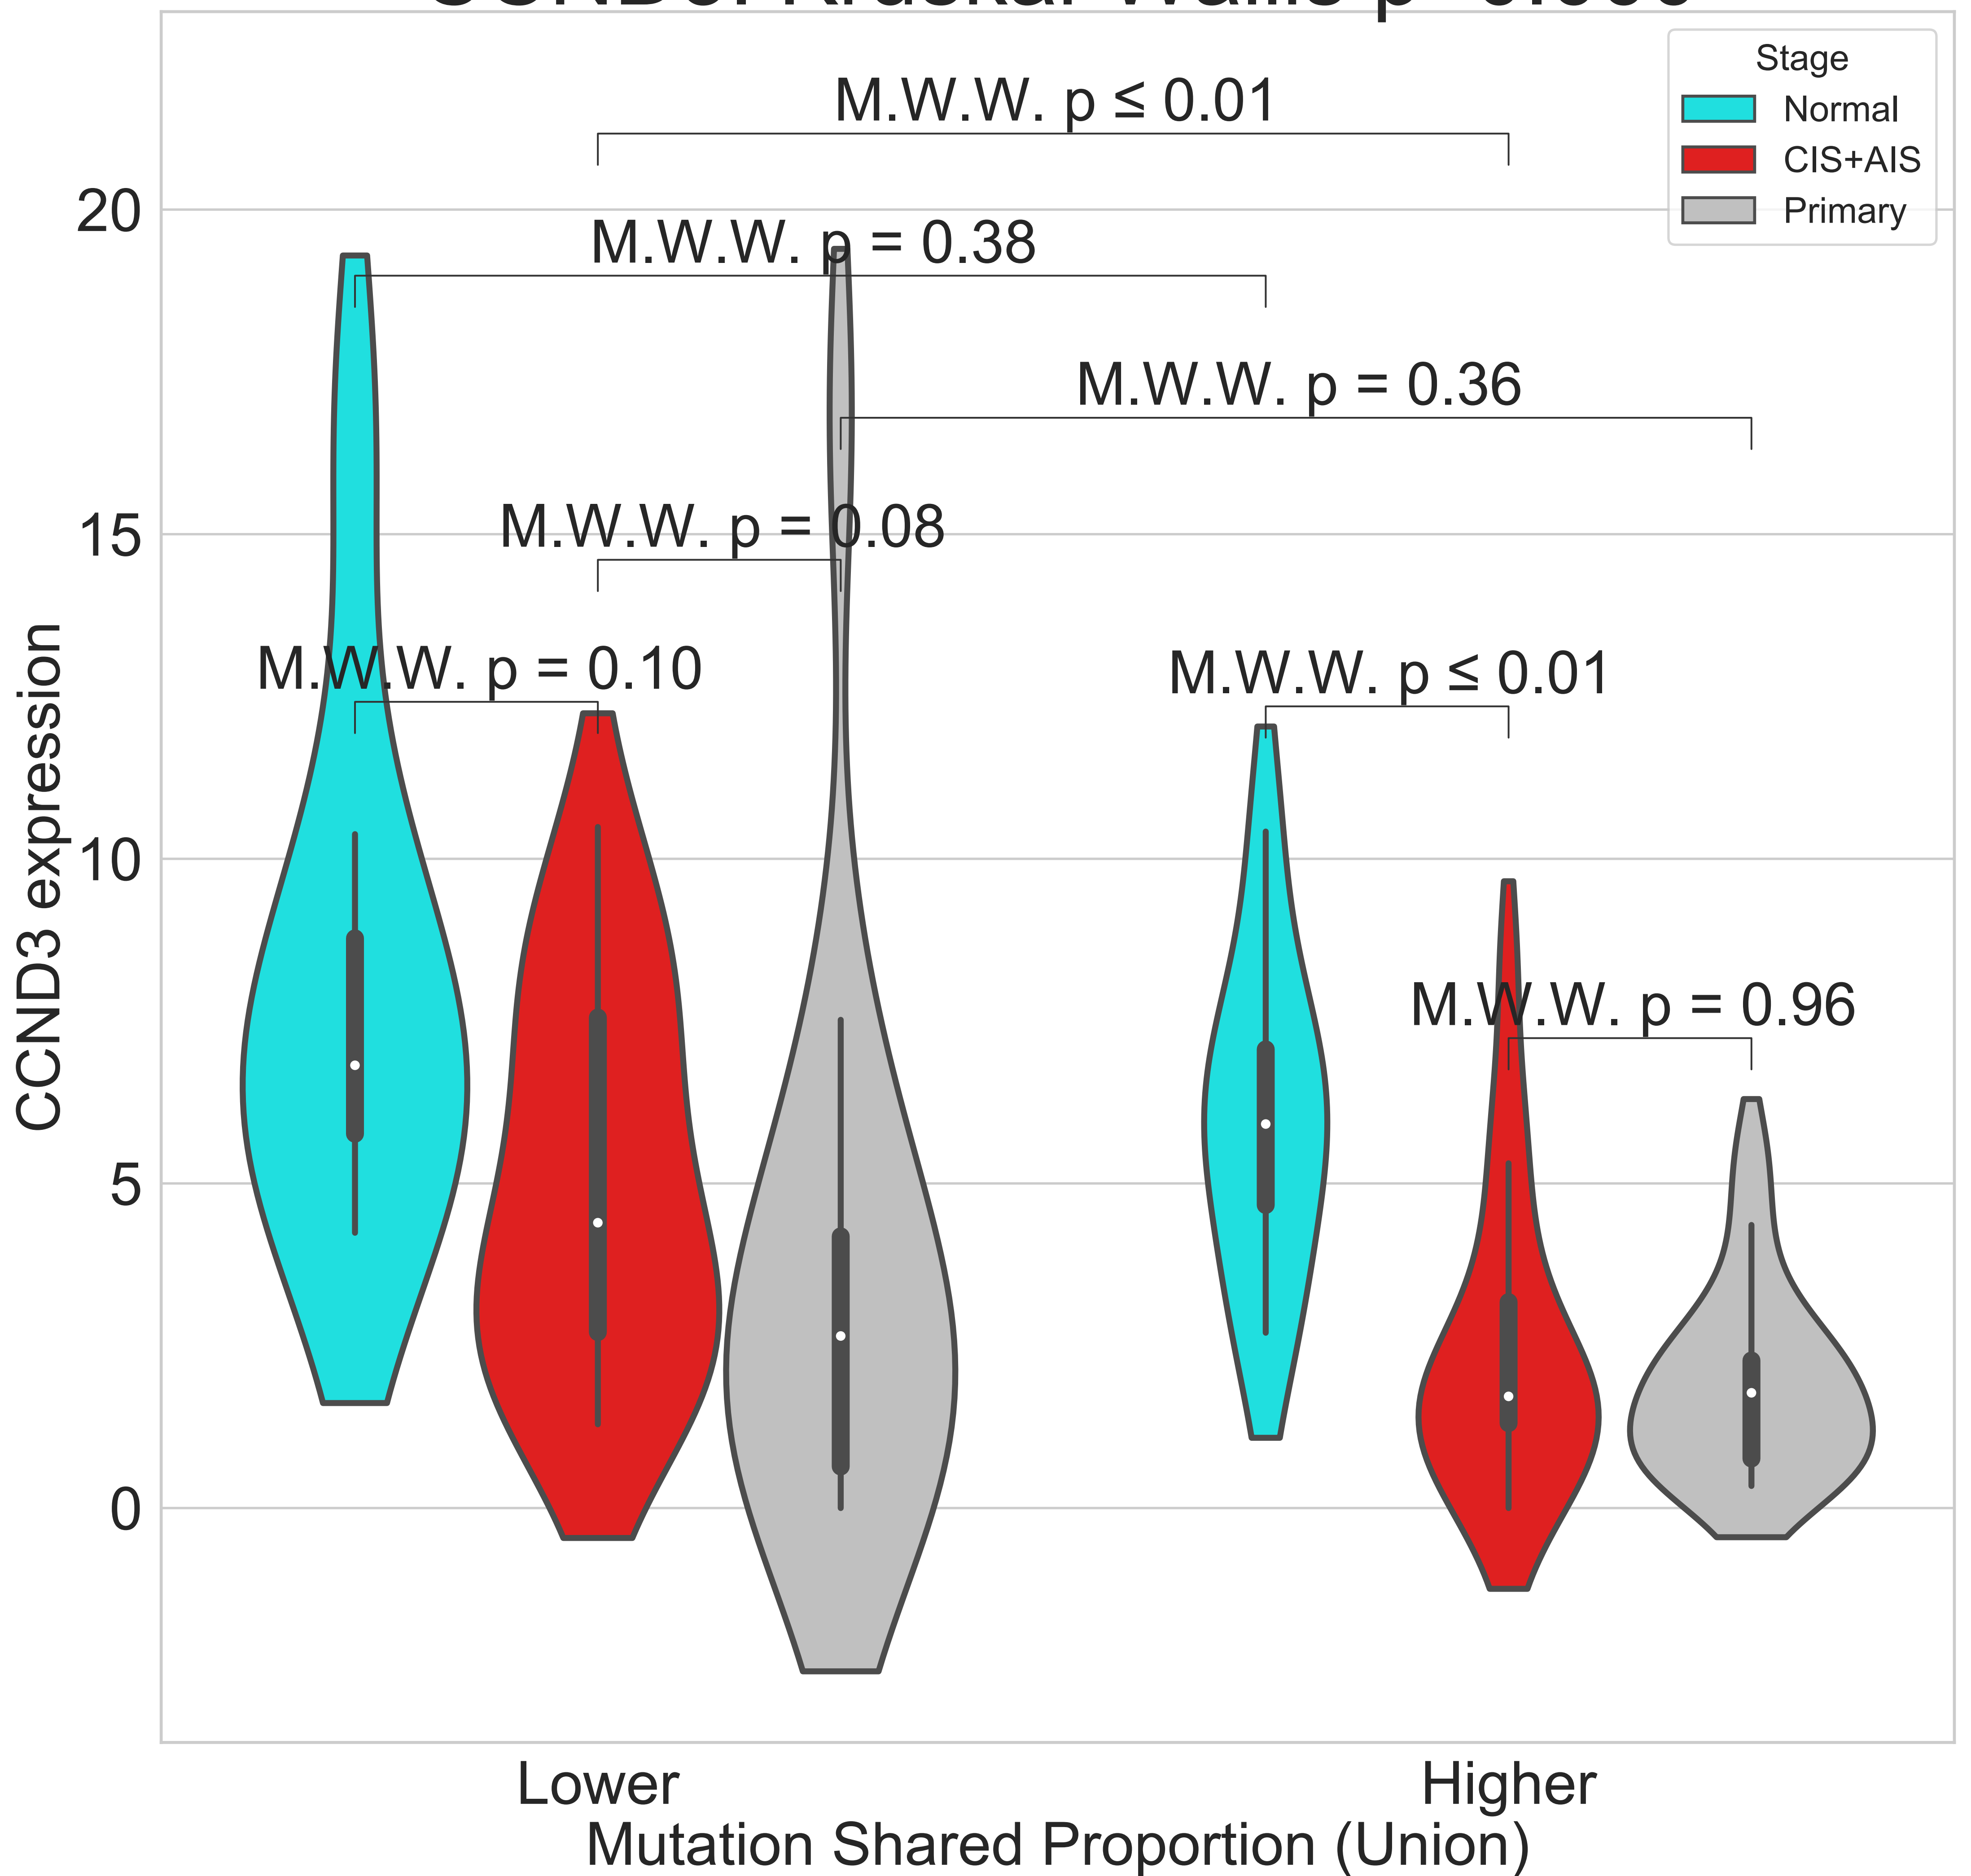 Stage
Normal
CIS+AIS
Primary
M.W.W. p ≤ 0.01
20
M.W.W. p = 0.38
M.W.W. p = 0.36
15
M.W.W. p = 0.08
M.W.W. p = 0.10
M.W.W. p ≤ 0.01
10
M.W.W. p = 0.96
5
0
CCND3 expression
Lower
Higher
Mutation Shared Proportion (Union)